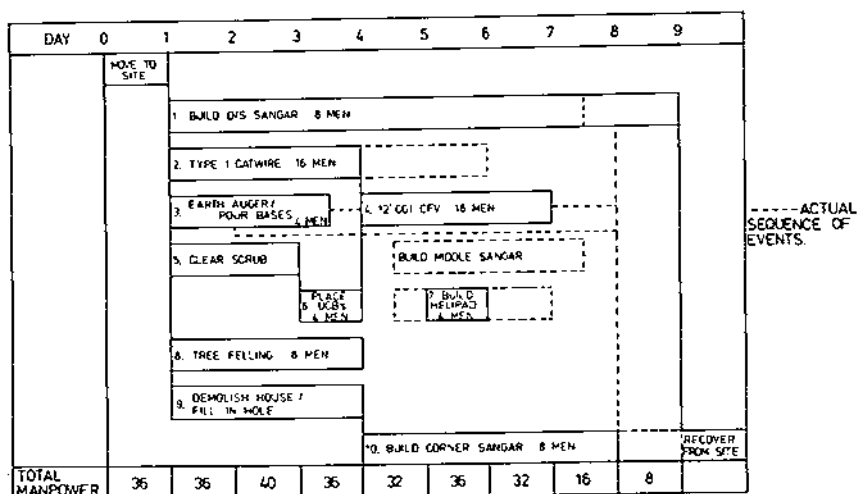 DAY 0 1 2 3 4 5 6 7 8 9
MOVE TO
SITE
1 BUILD O/S SANGAR 8 MEN
2. TYPE 1 CATWIRE 16 MEN
3. EARTH AUGER/
POUR BASES 4 MEN
4. 12' CGI CFV 16 MEN
5, CLEAR SCRUB
BUILD MIDDLE SANGAR
PLACE
6 UCB's
4 MEN
7 BUILD
HELIPAD
4 MEN
8. TREE FELLING 8 MEN
9. DEMOLISH HOUSE /
FILL IN HOLE
10. BUILD CORNER SANGAR 8 MEN
RECOVER
FROM SITE
TOTAL
MANPOWER 36 36 40 36 32 36 32 16 8
-----ACTUAL
SEQUENCE OF
EVENTS.